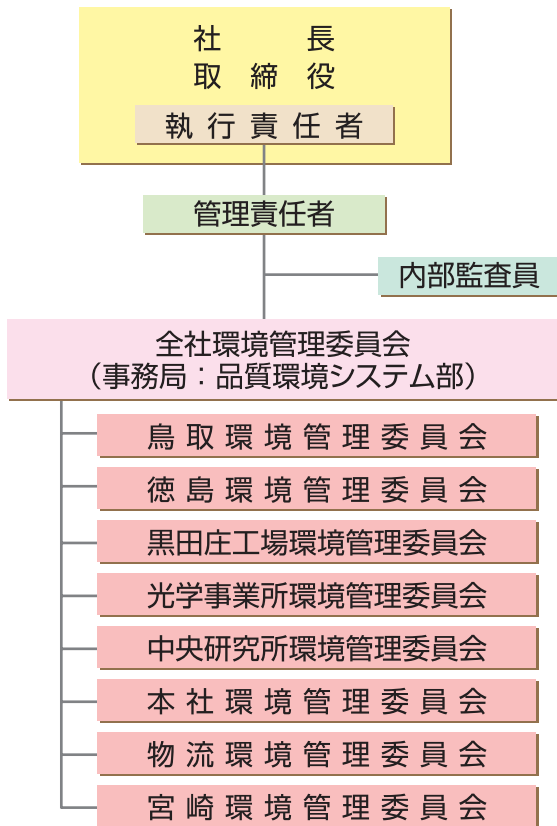 社長
取締役
執行責任者
管理責任者
内部監査員
全社環境管理委員会
（事務局：品質環境システム部）
鳥取環境管理委員会
徳島環境管理委員会
黒田庄工場環境管理委員会
光学事業所環境管理委員会
中央研究所環境管理委員会
本社環境管理委員会
物流環境管理委員会
宮崎環境管理委員会